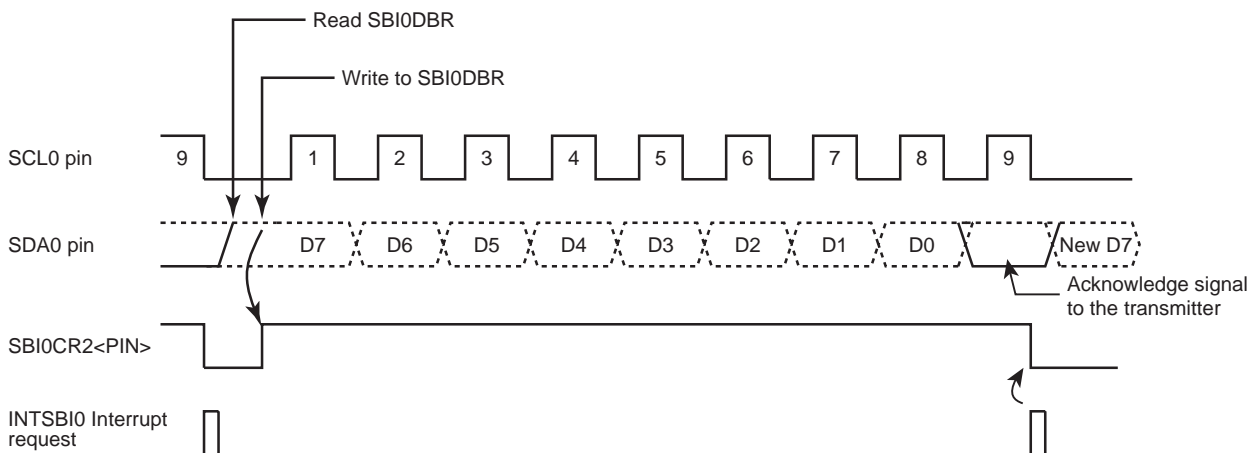 Read SBI0DBR
Write to SBI0DBR
SCL0 pin
9 1 2 3 4 5 6 7 8 9
SDA0 pin
D7 D6 D5 D4 D3 D2 D1 D0 New D7
Acknowledge signal
to the transmitter
SBI0CR2<PIN>
INTSBI0 Interrupt
request